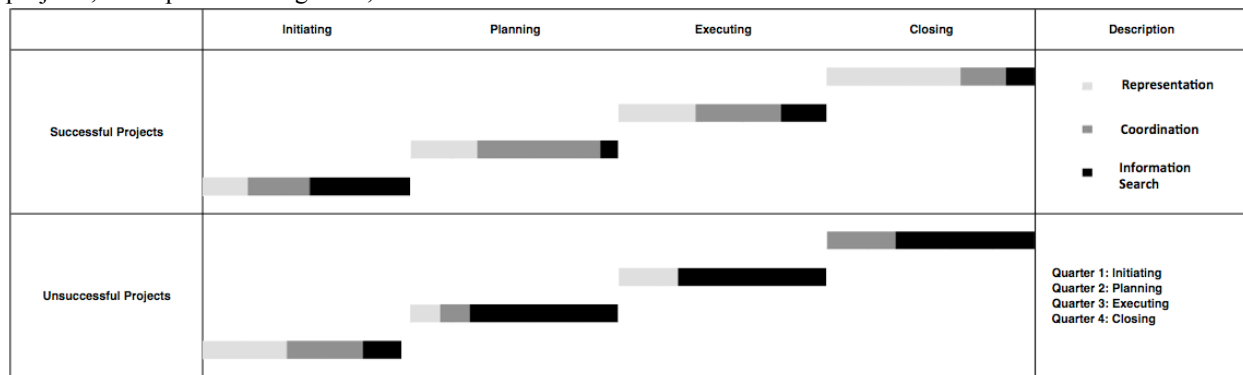 Initiating Planning Executing Closing Description
Successful Projects
Representation
Coordination
Information
Search
Unsuccessful Projects
Quarter 1: Initiating
Quarter 2: Planning
Quarter 3: Executing
Quarter 4: Closing